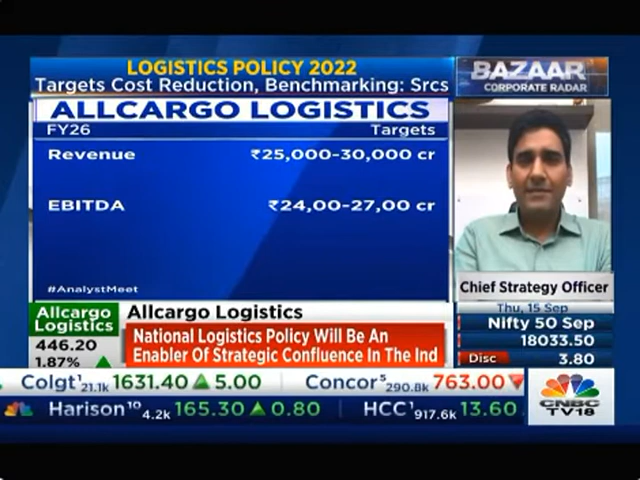 LOGISTICS POLICY 2022
Targets Cost Reduction, Benchmarking: Srcs
BAZAAR
CORPORATE RADAR
ALLCARGO LOGISTICS
FY26 Targets
Revenue ₹25,000-30,000 cr
EBITDA ₹24,00-27,00 cr
#AnalystMeet
Chief Strategy Officer
Allcargo
Logistics
446.20
1.87%
Allcargo Logistics
National Logistics Policy Will Be An
Enabler Of Strategic Confluence In The Ind
Thu, 15 Sep
Nifty 50 Sep
18033.50
Disc 3.80
Colgt¹ 21.1k 1631.40 5.00 Concor⁵ 290.8k 763.00
Harison¹⁰ 4.2k 165.30 0.80 HCC¹ 917.6k 13.60
CNBC
TV18